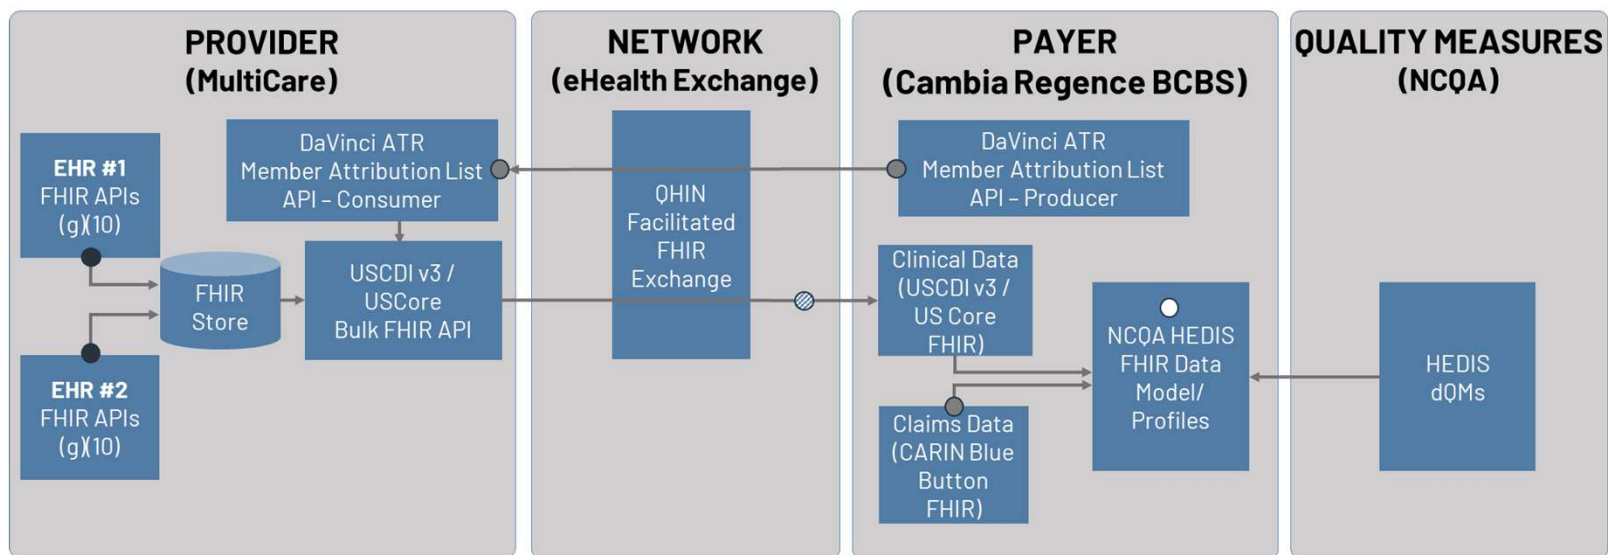 PROVIDER
(MultiCare)
EHR #1
FHIR APIs
(g)(10)
EHR #2
FHIR APIs
(g)(10)
FHIR
Store
DaVinci ATR
Member Attribution List
API – Consumer
USCDI v3 /
USCore
Bulk FHIR API
NETWORK
(eHealth Exchange)
QHIN
Facilitated
FHIR
Exchange
PAYER
(Cambia Regence BCBS)
DaVinci ATR
Member Attribution List
API – Producer
Clinical Data
(USCDI v3 /
US Core
FHIR)
Claims Data
(CARIN Blue
Button
FHIR)
NCQA HEDIS
FHIR Data
Model/
Profiles
QUALITY MEASURES
(NCQA)
HEDIS
dQMs